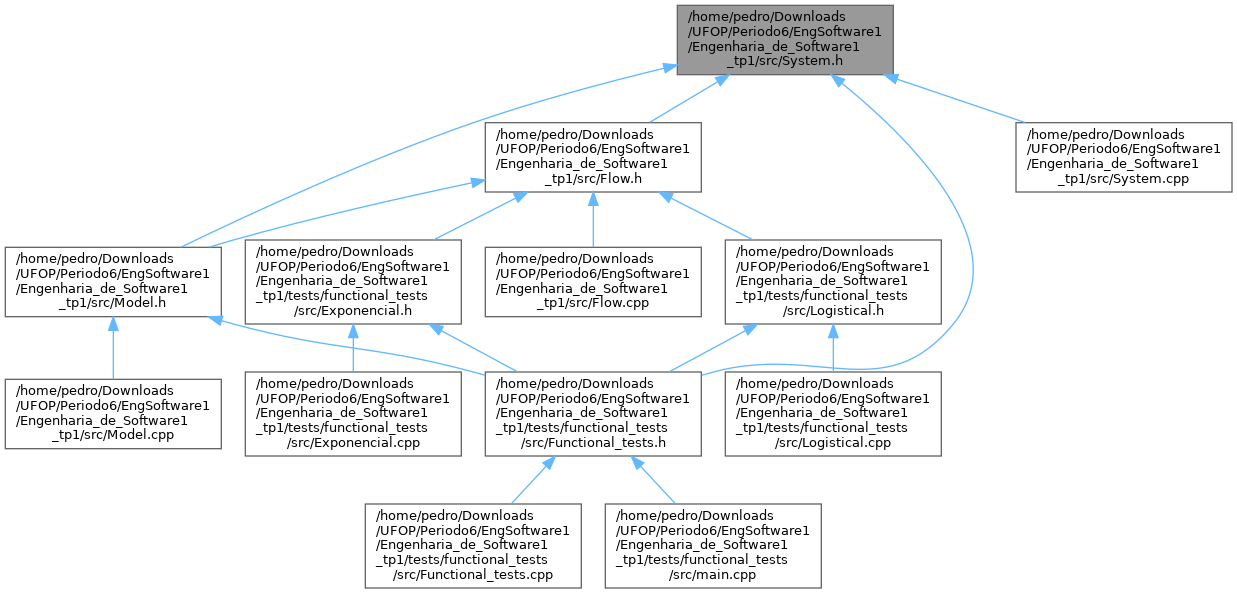 /home/pedro/Downloads
/UFOP/Periodo6/EngSoftware1
/Engenharia_de_Software1
_tp1/src/System.h
/home/pedro/Downloads
/UFOP/Periodo6/EngSoftware1
/Engenharia_de_Software1
_tp1/src/Flow.h
/home/pedro/Downloads
/UFOP/Periodo6/EngSoftware1
/Engenharia_de_Software1
_tp1/src/System.cpp
/home/pedro/Downloads
/UFOP/Periodo6/EngSoftware1
/Engenharia_de_Software1
_tp1/src/Model.h
/home/pedro/Downloads
/UFOP/Periodo6/EngSoftware1
/Engenharia_de_Software1
_tp1/tests/functional_tests
/src/Exponencial.h
/home/pedro/Downloads
/UFOP/Periodo6/EngSoftware1
/Engenharia_de_Software1
_tp1/src/Flow.cpp
/home/pedro/Downloads
/UFOP/Periodo6/EngSoftware1
/Engenharia_de_Software1
_tp1/tests/functional_tests
/src/Logistical.h
/home/pedro/Downloads
/UFOP/Periodo6/EngSoftware1
/Engenharia_de_Software1
_tp1/src/Model.cpp
/home/pedro/Downloads
/UFOP/Periodo6/EngSoftware1
/Engenharia_de_Software1
_tp1/tests/functional_tests
/src/Exponencial.cpp
/home/pedro/Downloads
/UFOP/Periodo6/EngSoftware1
/Engenharia_de_Software1
_tp1/tests/functional_tests
/src/Functional_tests.h
/home/pedro/Downloads
/UFOP/Periodo6/EngSoftware1
/Engenharia_de_Software1
_tp1/tests/functional_tests
/src/Logistical.cpp
/home/pedro/Downloads
/UFOP/Periodo6/EngSoftware1
/Engenharia_de_Software1
_tp1/tests/functional_tests
/src/Functional_tests.cpp
/home/pedro/Downloads
/UFOP/Periodo6/EngSoftware1
/Engenharia_de_Software1
_tp1/tests/functional_tests
/src/main.cpp